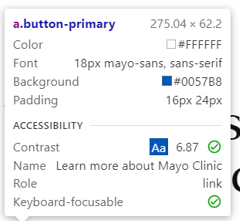 a.button-primary 275.04 × 62.2
Color #FFFFFF
Font 18px mayo-sans, sans-serif
Background #0057B8
Padding 16px 24px
ACCESSIBILITY
Contrast Aa 6.87
Name Learn more about Mayo Clinic
Role link
Keyboard-focusable